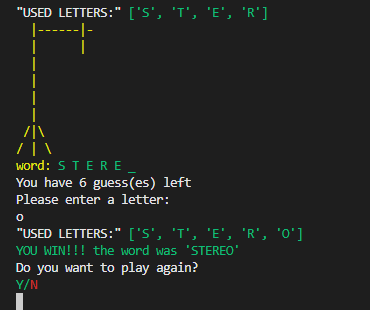 "USED LETTERS:" ['S', 'T', 'E', 'R']
|------|-
|      |
|
|
|
|
/|\
/ | \
word: S T E R E _
You have 6 guess(es) left
Please enter a letter:
o
"USED LETTERS:" ['S', 'T', 'E', 'R', 'O']
YOU WIN!!! the word was 'STEREO'
Do you want to play again?
Y/N